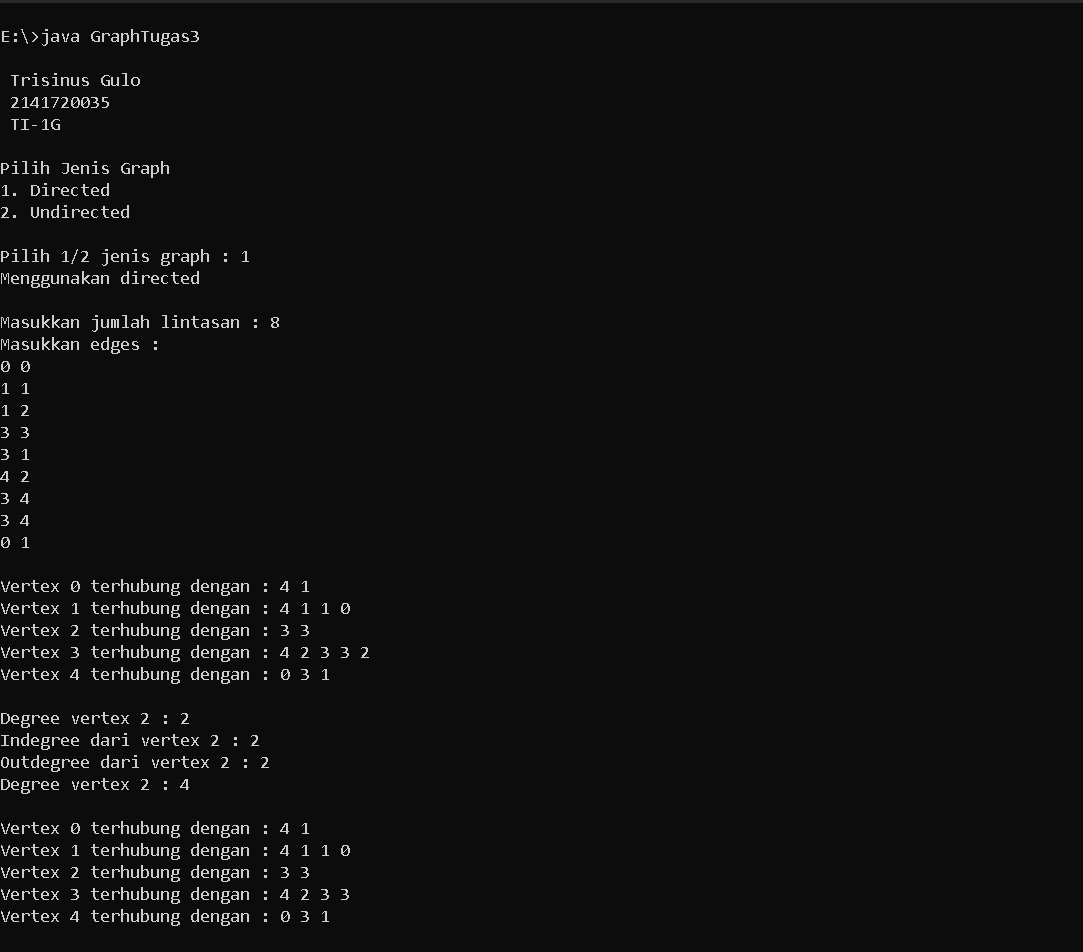 E:\>java GraphTugas3
Trisinus Gulo
2141720035
TI-1G
Pilih Jenis Graph
1. Directed
2. Undirected
Pilih 1/2 jenis graph : 1
Menggunakan directed
Masukkan jumlah lintasan : 8
Masukkan edges :
0 0
1 1
1 2
3 3
3 1
4 2
3 4
3 4
0 1
Vertex 0 terhubung dengan : 4 1
Vertex 1 terhubung dengan : 4 1 1 0
Vertex 2 terhubung dengan : 3 3
Vertex 3 terhubung dengan : 4 2 3 3 2
Vertex 4 terhubung dengan : 0 3 1
Degree vertex 2 : 2
Indegree dari vertex 2 : 2
Outdegree dari vertex 2 : 2
Degree vertex 2 : 4
Vertex 0 terhubung dengan : 4 1
Vertex 1 terhubung dengan : 4 1 1 0
Vertex 2 terhubung dengan : 3 3
Vertex 3 terhubung dengan : 4 2 3 3
Vertex 4 terhubung dengan : 0 3 1